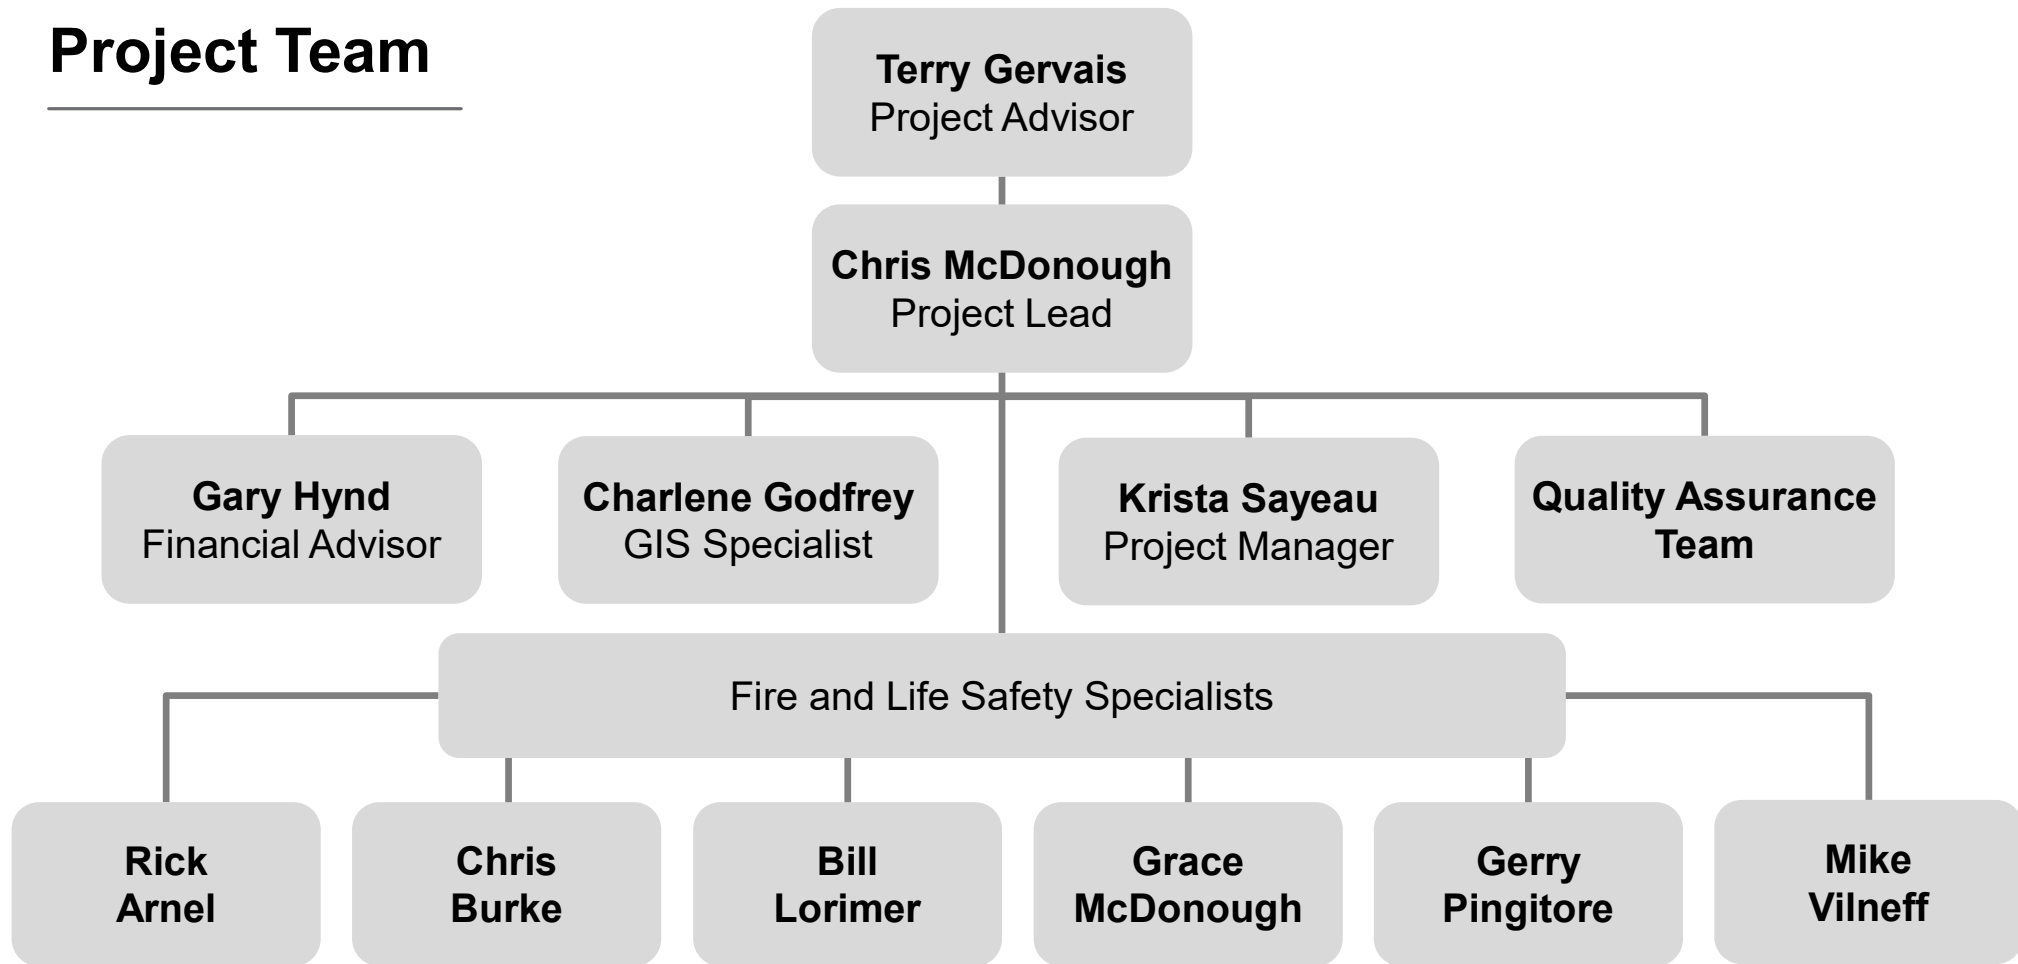 Project Team
Terry Gervais
Project Advisor
Chris McDonough
Project Lead
Gary Hynd
Financial Advisor
Charlene Godfrey
GIS Specialist
Krista Sayeau
Project Manager
Quality Assurance
Team
Fire and Life Safety Specialists
Rick
Arnel
Chris
Burke
Bill
Lorimer
Grace
McDonough
Gerry
Pingitore
Mike
Vilneff